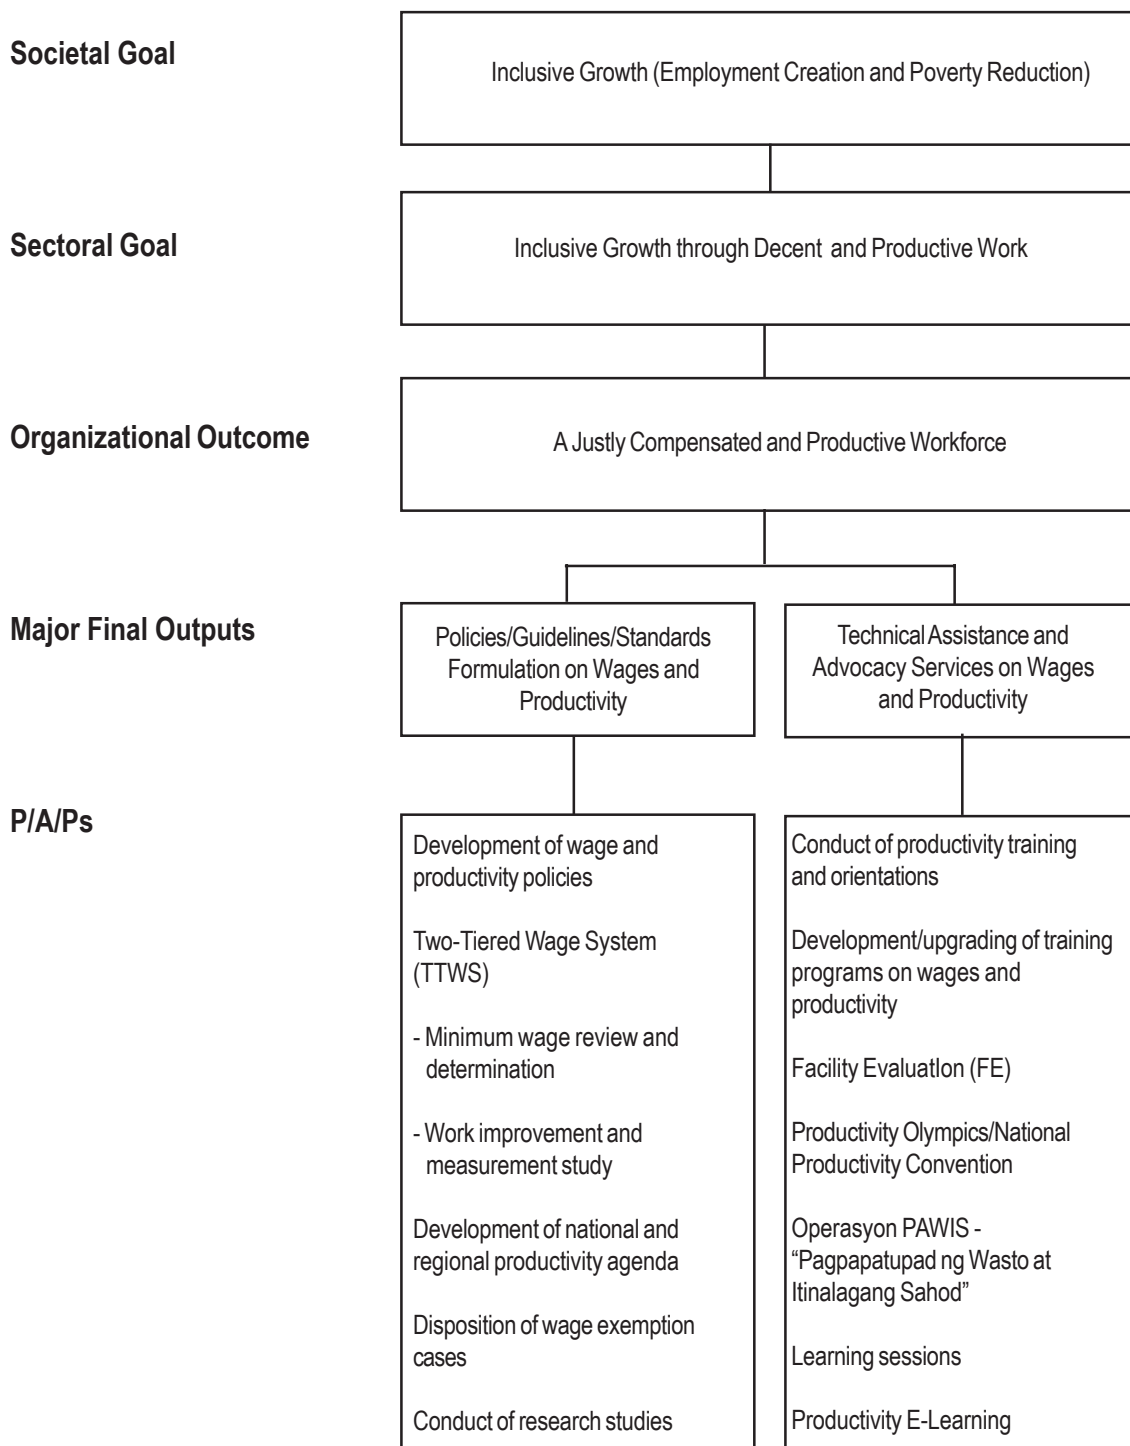 Societal Goal
Inclusive Growth (Employment Creation and Poverty Reduction)
Sectoral Goal
Inclusive Growth through Decent and Productive Work
Organizational Outcome
A Justly Compensated and Productive Workforce
Major Final Outputs
Policies/Guidelines/Standards
Formulation on Wages and
Productivity
Technical Assistance and
Advocacy Services on Wages
and Productivity
P/A/Ps
Development of wage and
productivity policies
Two-Tiered Wage System
(TTWS)
- Minimum wage review and
determination
- Work improvement and
measurement study
Development of national and
regional productivity agenda
Disposition of wage exemption
cases
Conduct of research studies
Conduct of productivity training
and orientations
Development/upgrading of training
programs on wages and
productivity
Facility EvaluatIon (FE)
Productivity Olympics/National
Productivity Convention
Operasyon PAWIS -
“Pagpapatupad ng Wasto at
Itinalagang Sahod”
Learning sessions
Productivity E-Learning